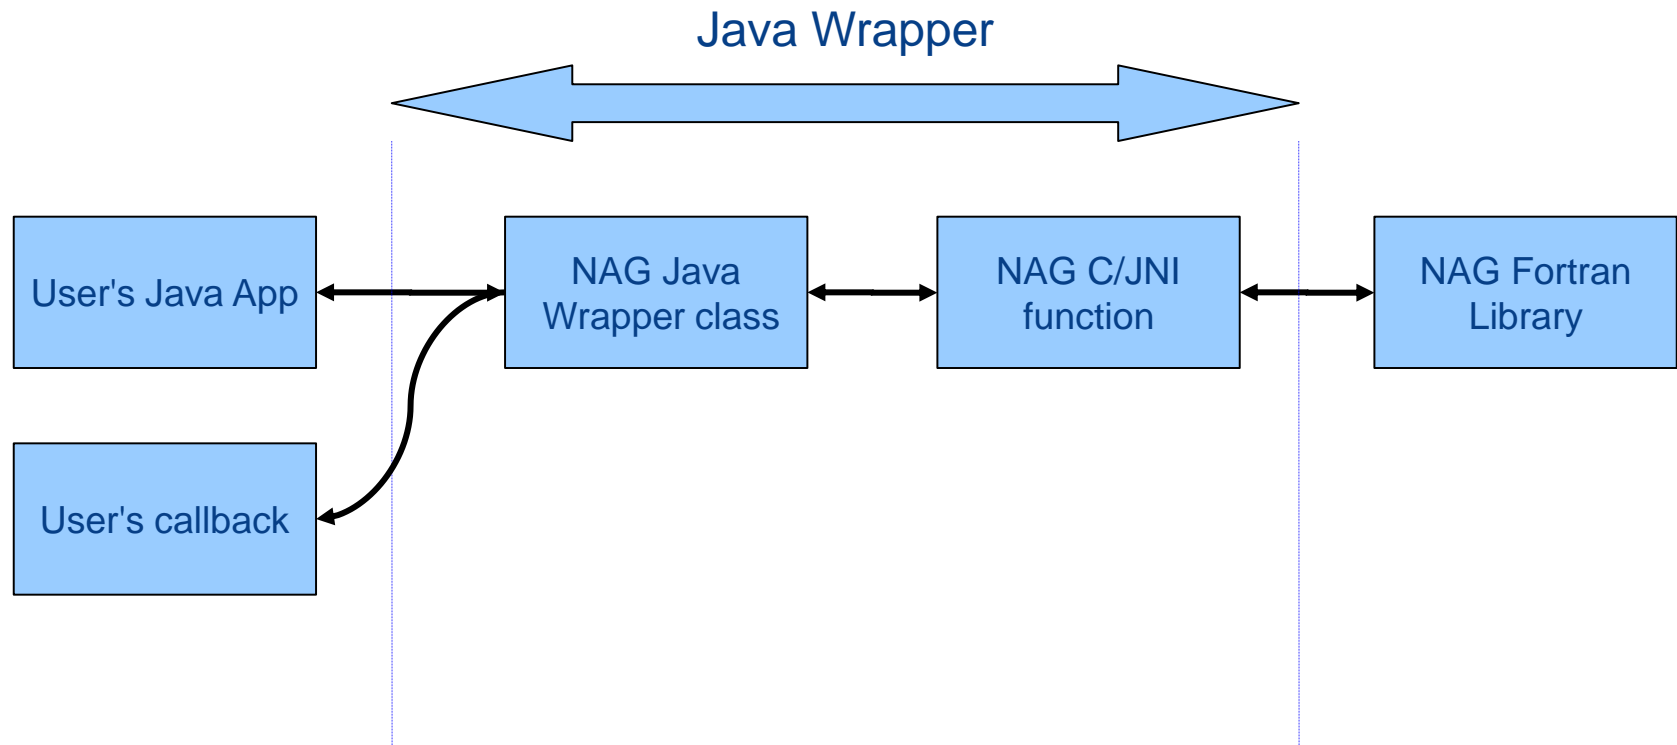 Java Wrapper
User's Java App
NAG Java
Wrapper class
NAG C/JNI
function
NAG Fortran
Library
User's callback